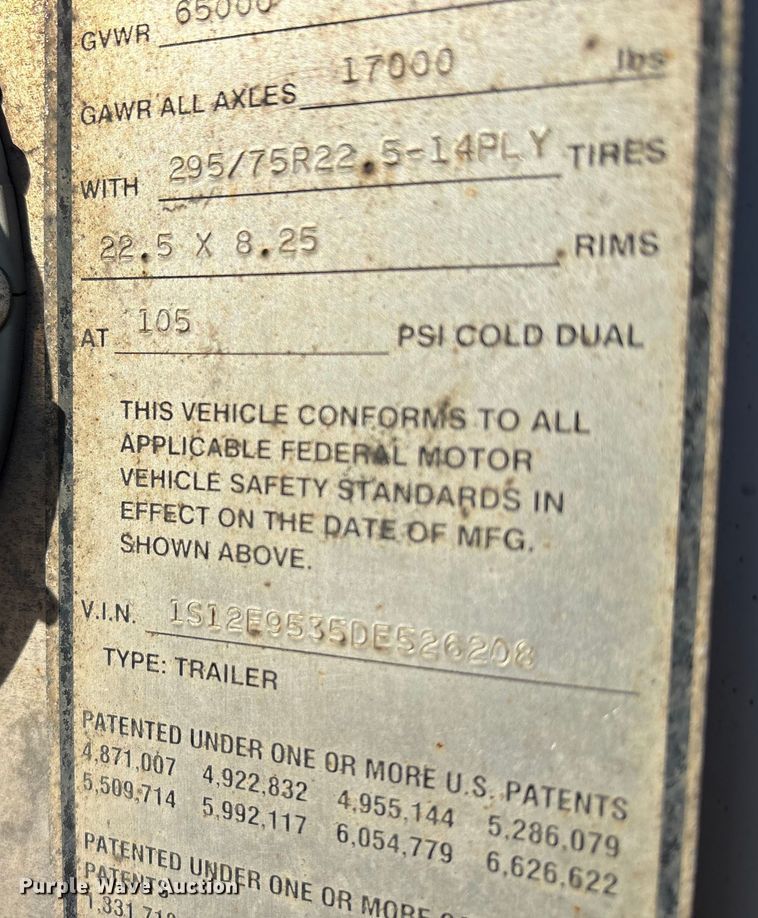 GVWR 65000
GAWR ALL AXLES 17000 lbs
WITH 295/75R22.5-14PLY TIRES
22.5 X 8.25 RIMS
AT 105 PSI COLD DUAL
THIS VEHICLE CONFORMS TO ALL
APPLICABLE FEDERAL MOTOR
VEHICLE SAFETY STANDARDS IN
EFFECT ON THE DATE OF MFG.
SHOWN ABOVE.
V.I.N. 1S12E9535DE526208
TYPE: TRAILER
PATENTED UNDER ONE OR MORE U.S. PATENTS
4,871,007 4,922,832 4,955,144 5,286,079
5,509,714 5,992,117 6,054,779 6,626,622
PATENTED UNDER ONE OR MORE
PATENTS
Purple Wave Auction